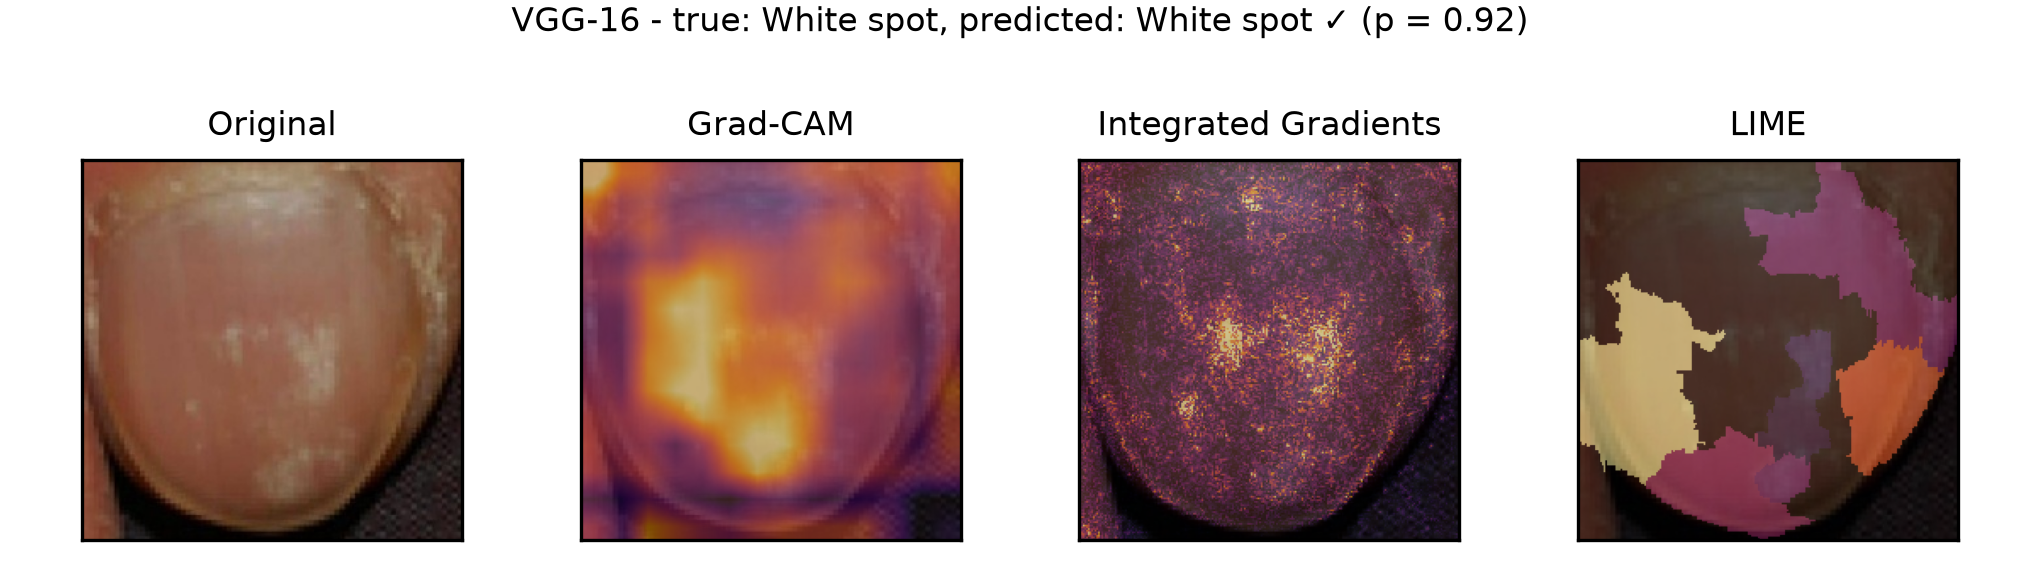 VGG-16 - true: White spot, predicted: White spot ✓ (p = 0.92)
Original
Grad-CAM
Integrated Gradients
LIME